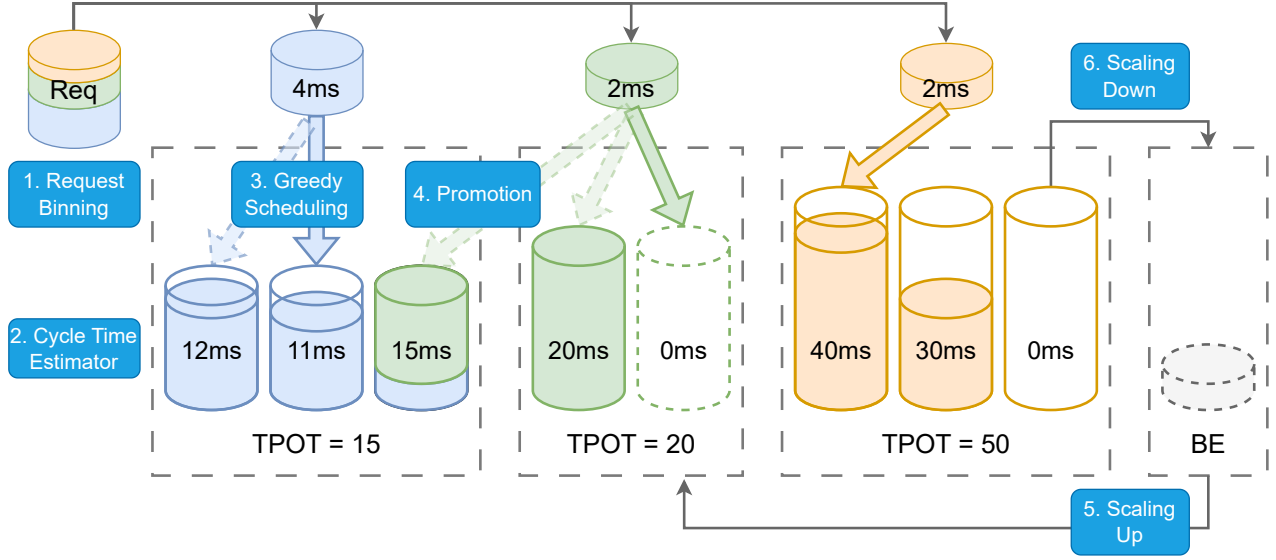 Req
4ms
2ms
2ms
6. Scaling
Down
1. Request
Binning
3. Greedy
Scheduling
4. Promotion
2. Cycle Time
Estimator
12ms
11ms
15ms
20ms
0ms
40ms
30ms
0ms
TPOT = 15
TPOT = 20
TPOT = 50
BE
5. Scaling
Up